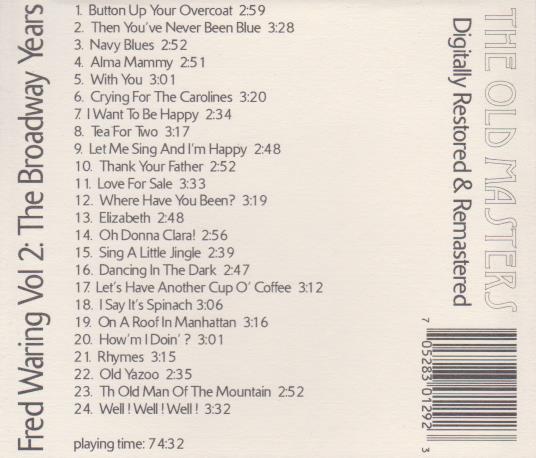 Fred Waring Vol 2: The Broadway Years
1. Button Up Your Overcoat 2:59
2. Then You've Never Been Blue 3:28
3. Navy Blues 2:52
4. Alma Mammy 2:51
5. With You 3:01
6. Crying For The Carolines 3:20
7. I Want To Be Happy 2:34
8. Tea For Two 3:17
9. Let Me Sing And I'm Happy 2:48
10. Thank Your Father 2:52
11. Love For Sale 3:33
12. Where Have You Been? 3:19
13. Elizabeth 2:48
14. Oh Donna Clara! 2:56
15. Sing A Little Jingle 2:39
16. Dancing In The Dark 2:47
17. Let's Have Another Cup O' Coffee 3:12
18. I Say It's Spinach 3:06
19. On A Roof In Manhattan 3:16
20. How'm I Doin' ? 3:01
21. Rhymes 3:15
22. Old Yazoo 2:35
23. Th Old Man Of The Mountain 2:52
24. Well ! Well ! Well ! 3:32
playing time: 74:32
THE OLD MASTERS
Digitally Restored & Remastered
7 05283 01292 3